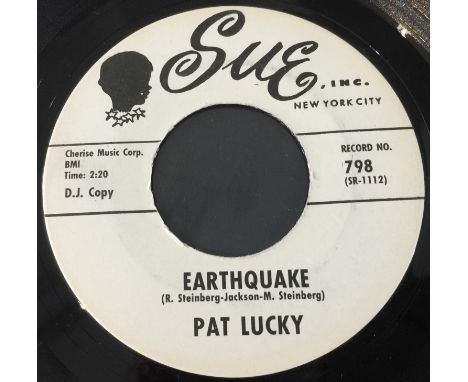 Sue, INC.
NEW YORK CITY
Cherise Music Corp.
BMI
Time: 2:20
D.J. Copy
RECORD NO.
798
(SR-1112)
EARTHQUAKE
(R. Steinberg-Jackson-M. Steinberg)
PAT LUCKY